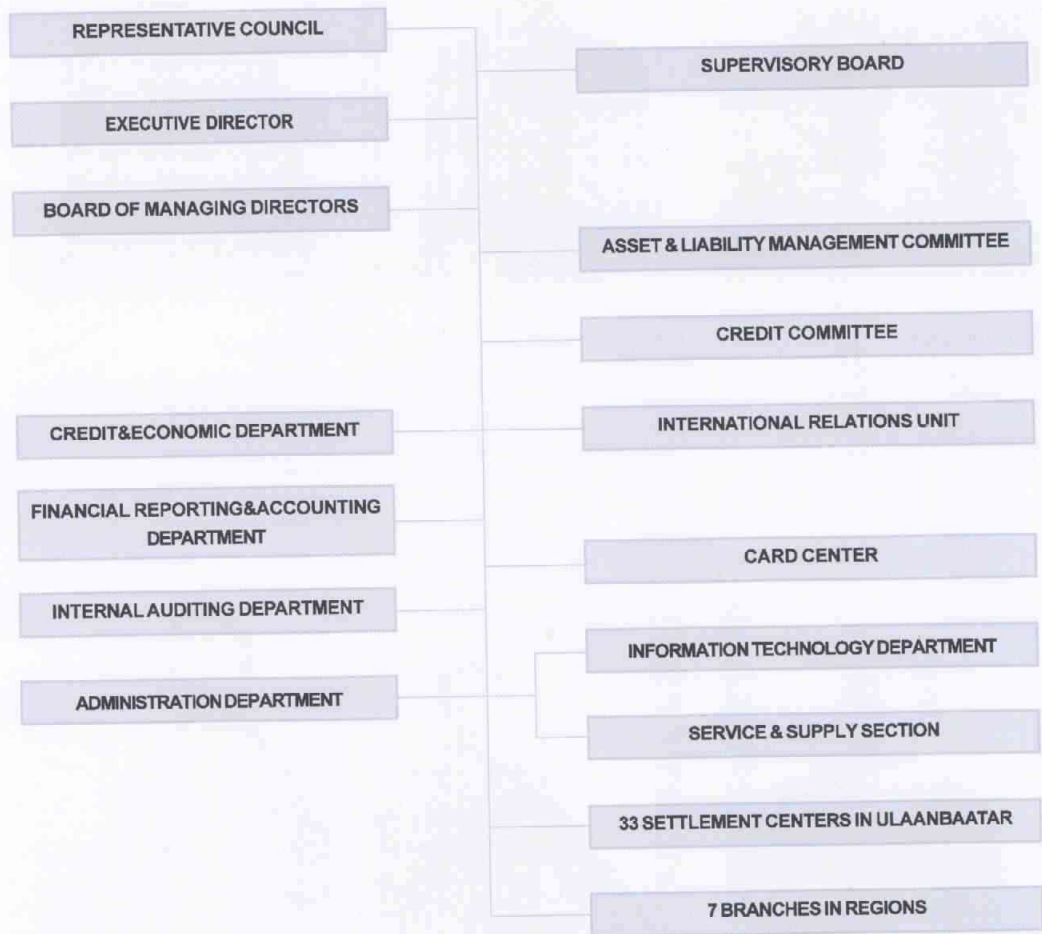 REPRESENTATIVE COUNCIL
SUPERVISORY BOARD
EXECUTIVE DIRECTOR
BOARD OF MANAGING DIRECTORS
ASSET & LIABILITY MANAGEMENT COMMITTEE
CREDIT COMMITTEE
CREDIT&ECONOMIC DEPARTMENT
INTERNATIONAL RELATIONS UNIT
FINANCIAL REPORTING&ACCOUNTING
DEPARTMENT
CARD CENTER
INTERNAL AUDITING DEPARTMENT
INFORMATION TECHNOLOGY DEPARTMENT
ADMINISTRATION DEPARTMENT
SERVICE & SUPPLY SECTION
33 SETTLEMENT CENTERS IN ULAANBAATAR
7 BRANCHES IN REGIONS